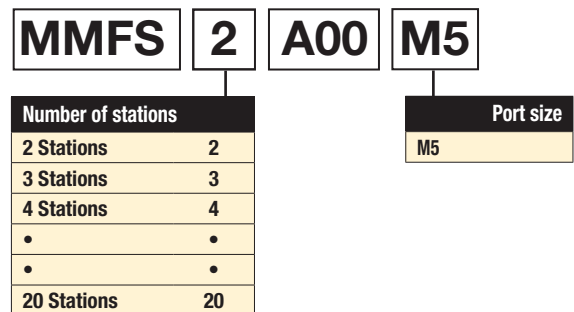 MMFS 2 A00 M5
Number of stations
2 Stations 2
3 Stations 3
4 Stations 4
• •
• •
20 Stations 20
Port size
M5